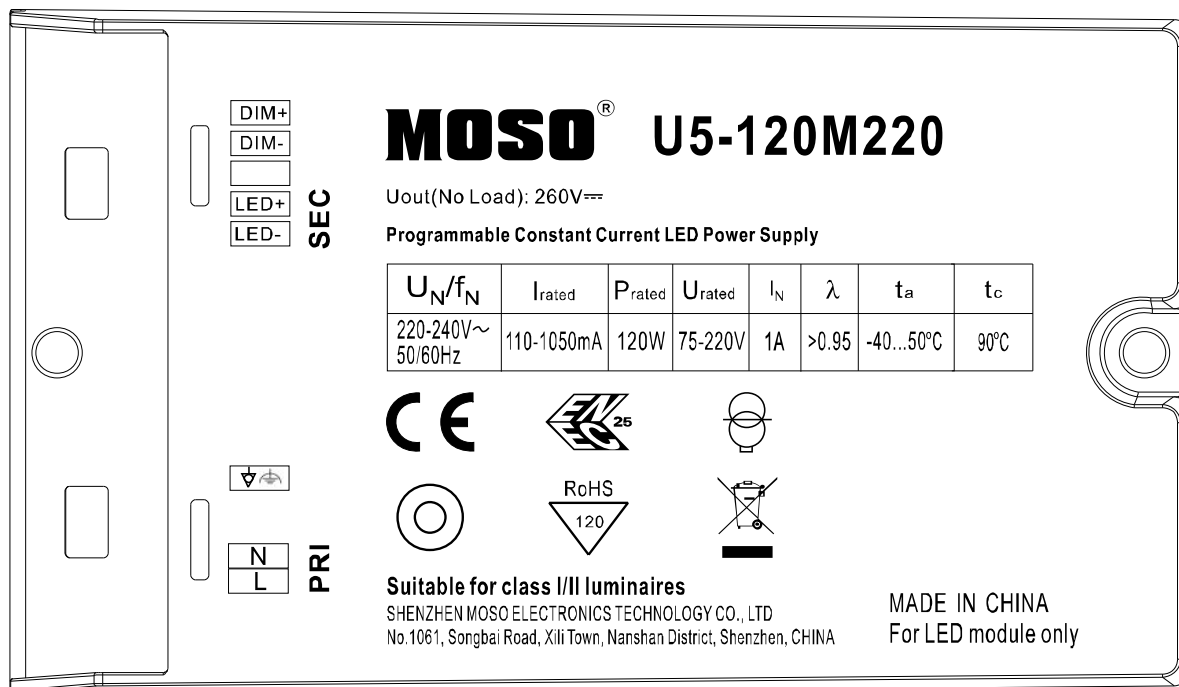 DIM+
DIM-
LED+
LED-
SEC
MOSO® U5-120M220
Uout(No Load): 260V⎓
Programmable Constant Current LED Power Supply
UN/fN Irated Prated Urated IN λ ta tc
220-240V～ 50/60Hz 110-1050mA 120W 75-220V 1A >0.95 -40...50℃ 90℃
CE
ENEC 25
RoHS
120
N
L
PRI
Suitable for class I/II luminaires
SHENZHEN MOSO ELECTRONICS TECHNOLOGY CO., LTD
No.1061, Songbai Road, Xili Town, Nanshan District, Shenzhen, CHINA
MADE IN CHINA
For LED module only